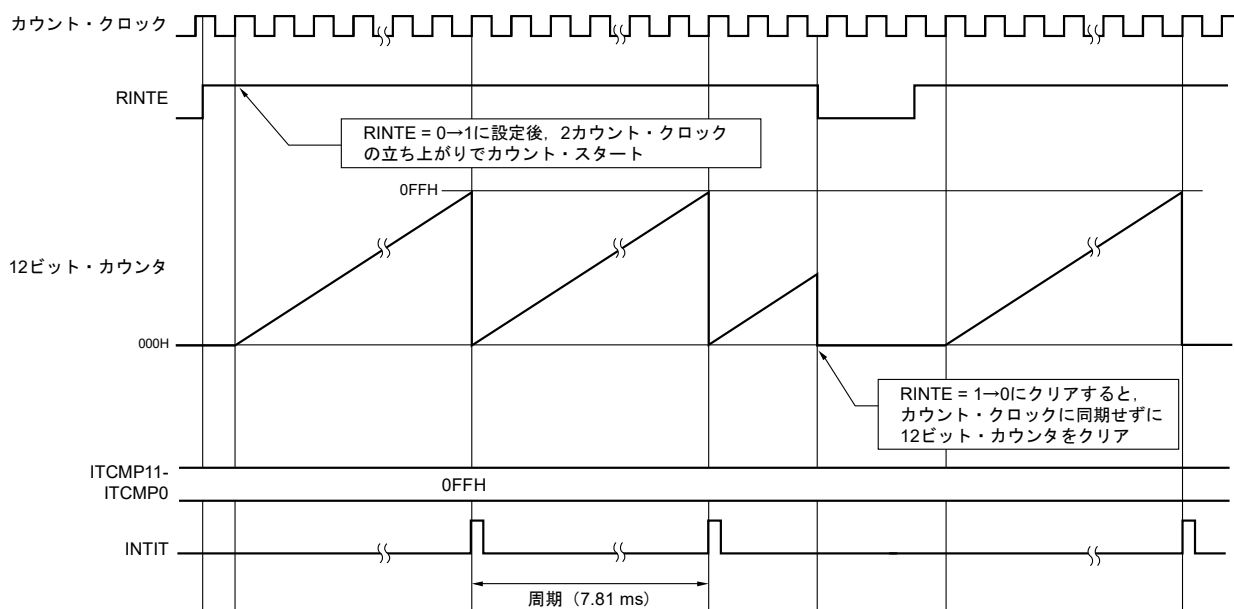 カウント・クロック
RINTE
RINTE = 0→1に設定後，2カウント・クロック
の立ち上がりでカウント・スタート
0FFH
12ビット・カウンタ
000H
RINTE = 1→0にクリアすると，
カウント・クロックに同期せずに
12ビット・カウンタをクリア
ITCMP11-
ITCMP0
0FFH
INTIT
周期（7.81 ms）